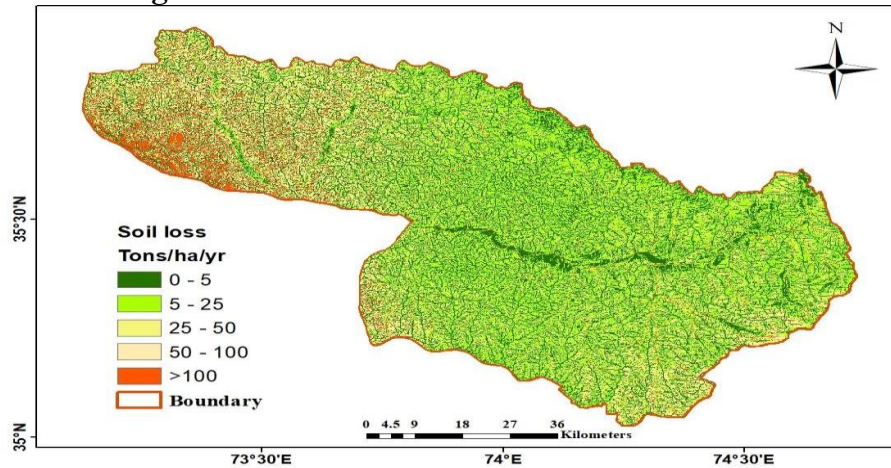 N
35°30'N
35°N
Soil loss
Tons/ha/yr
0 - 5
5 - 25
25 - 50
50 - 100
>100
Boundary
0 4.5 9 18 27 36
Kilometers
73°30'E 74°E 74°30'E